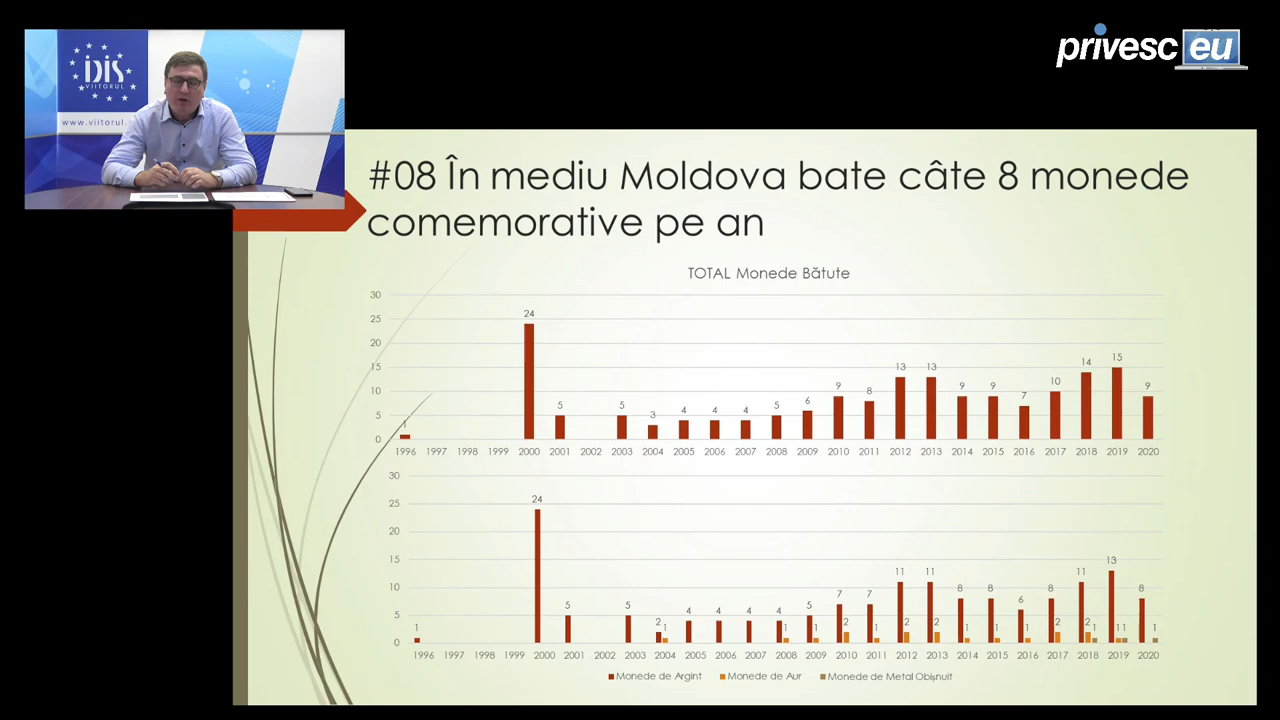 privesc eu
IDIS
VIITORUL
www.viitorul.
#08 În mediu Moldova bate câte 8 monede
comemorative pe an
TOTAL Monede Bătute
30
25
20
15
10
5
0
1 24 5 5 3 4 4 4 5 6 9 8 13 13 9 9 7 10 14 15 9
1996 1997 1998 1999 2000 2001 2002 2003 2004 2005 2006 2007 2008 2009 2010 2011 2012 2013 2014 2015 2016 2017 2018 2019 2020
30
25
20
15
10
5
0
1 24 5 5 2 1 4 4 4 4 1 5 1 7 2 7 1 11 2 11 2 8 1 8 1 6 1 8 2 11 2 1 13 1 1 8 1
1996 1997 1998 1999 2000 2001 2002 2003 2004 2005 2006 2007 2008 2009 2010 2011 2012 2013 2014 2015 2016 2017 2018 2019 2020
Monede de Argint Monede de Aur Monede de Metal Obișnuit